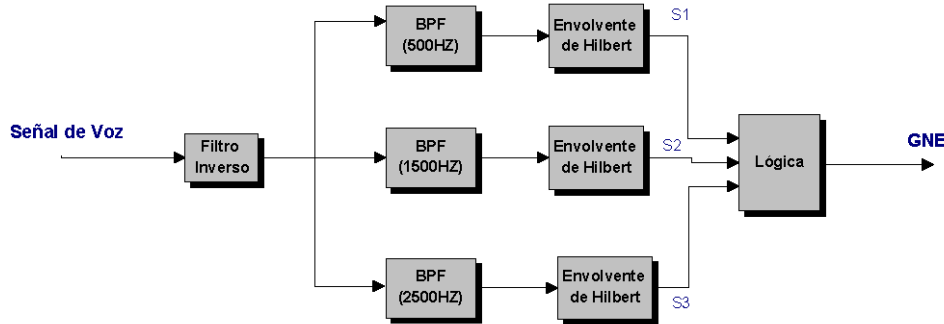 BPF
(500HZ)
Envolvente
de Hilbert
S1
Señal de Voz
Filtro
Inverso
BPF
(1500HZ)
Envolvente
de Hilbert
S2
Lógica
GNE
BPF
(2500HZ)
Envolvente
de Hilbert
S3